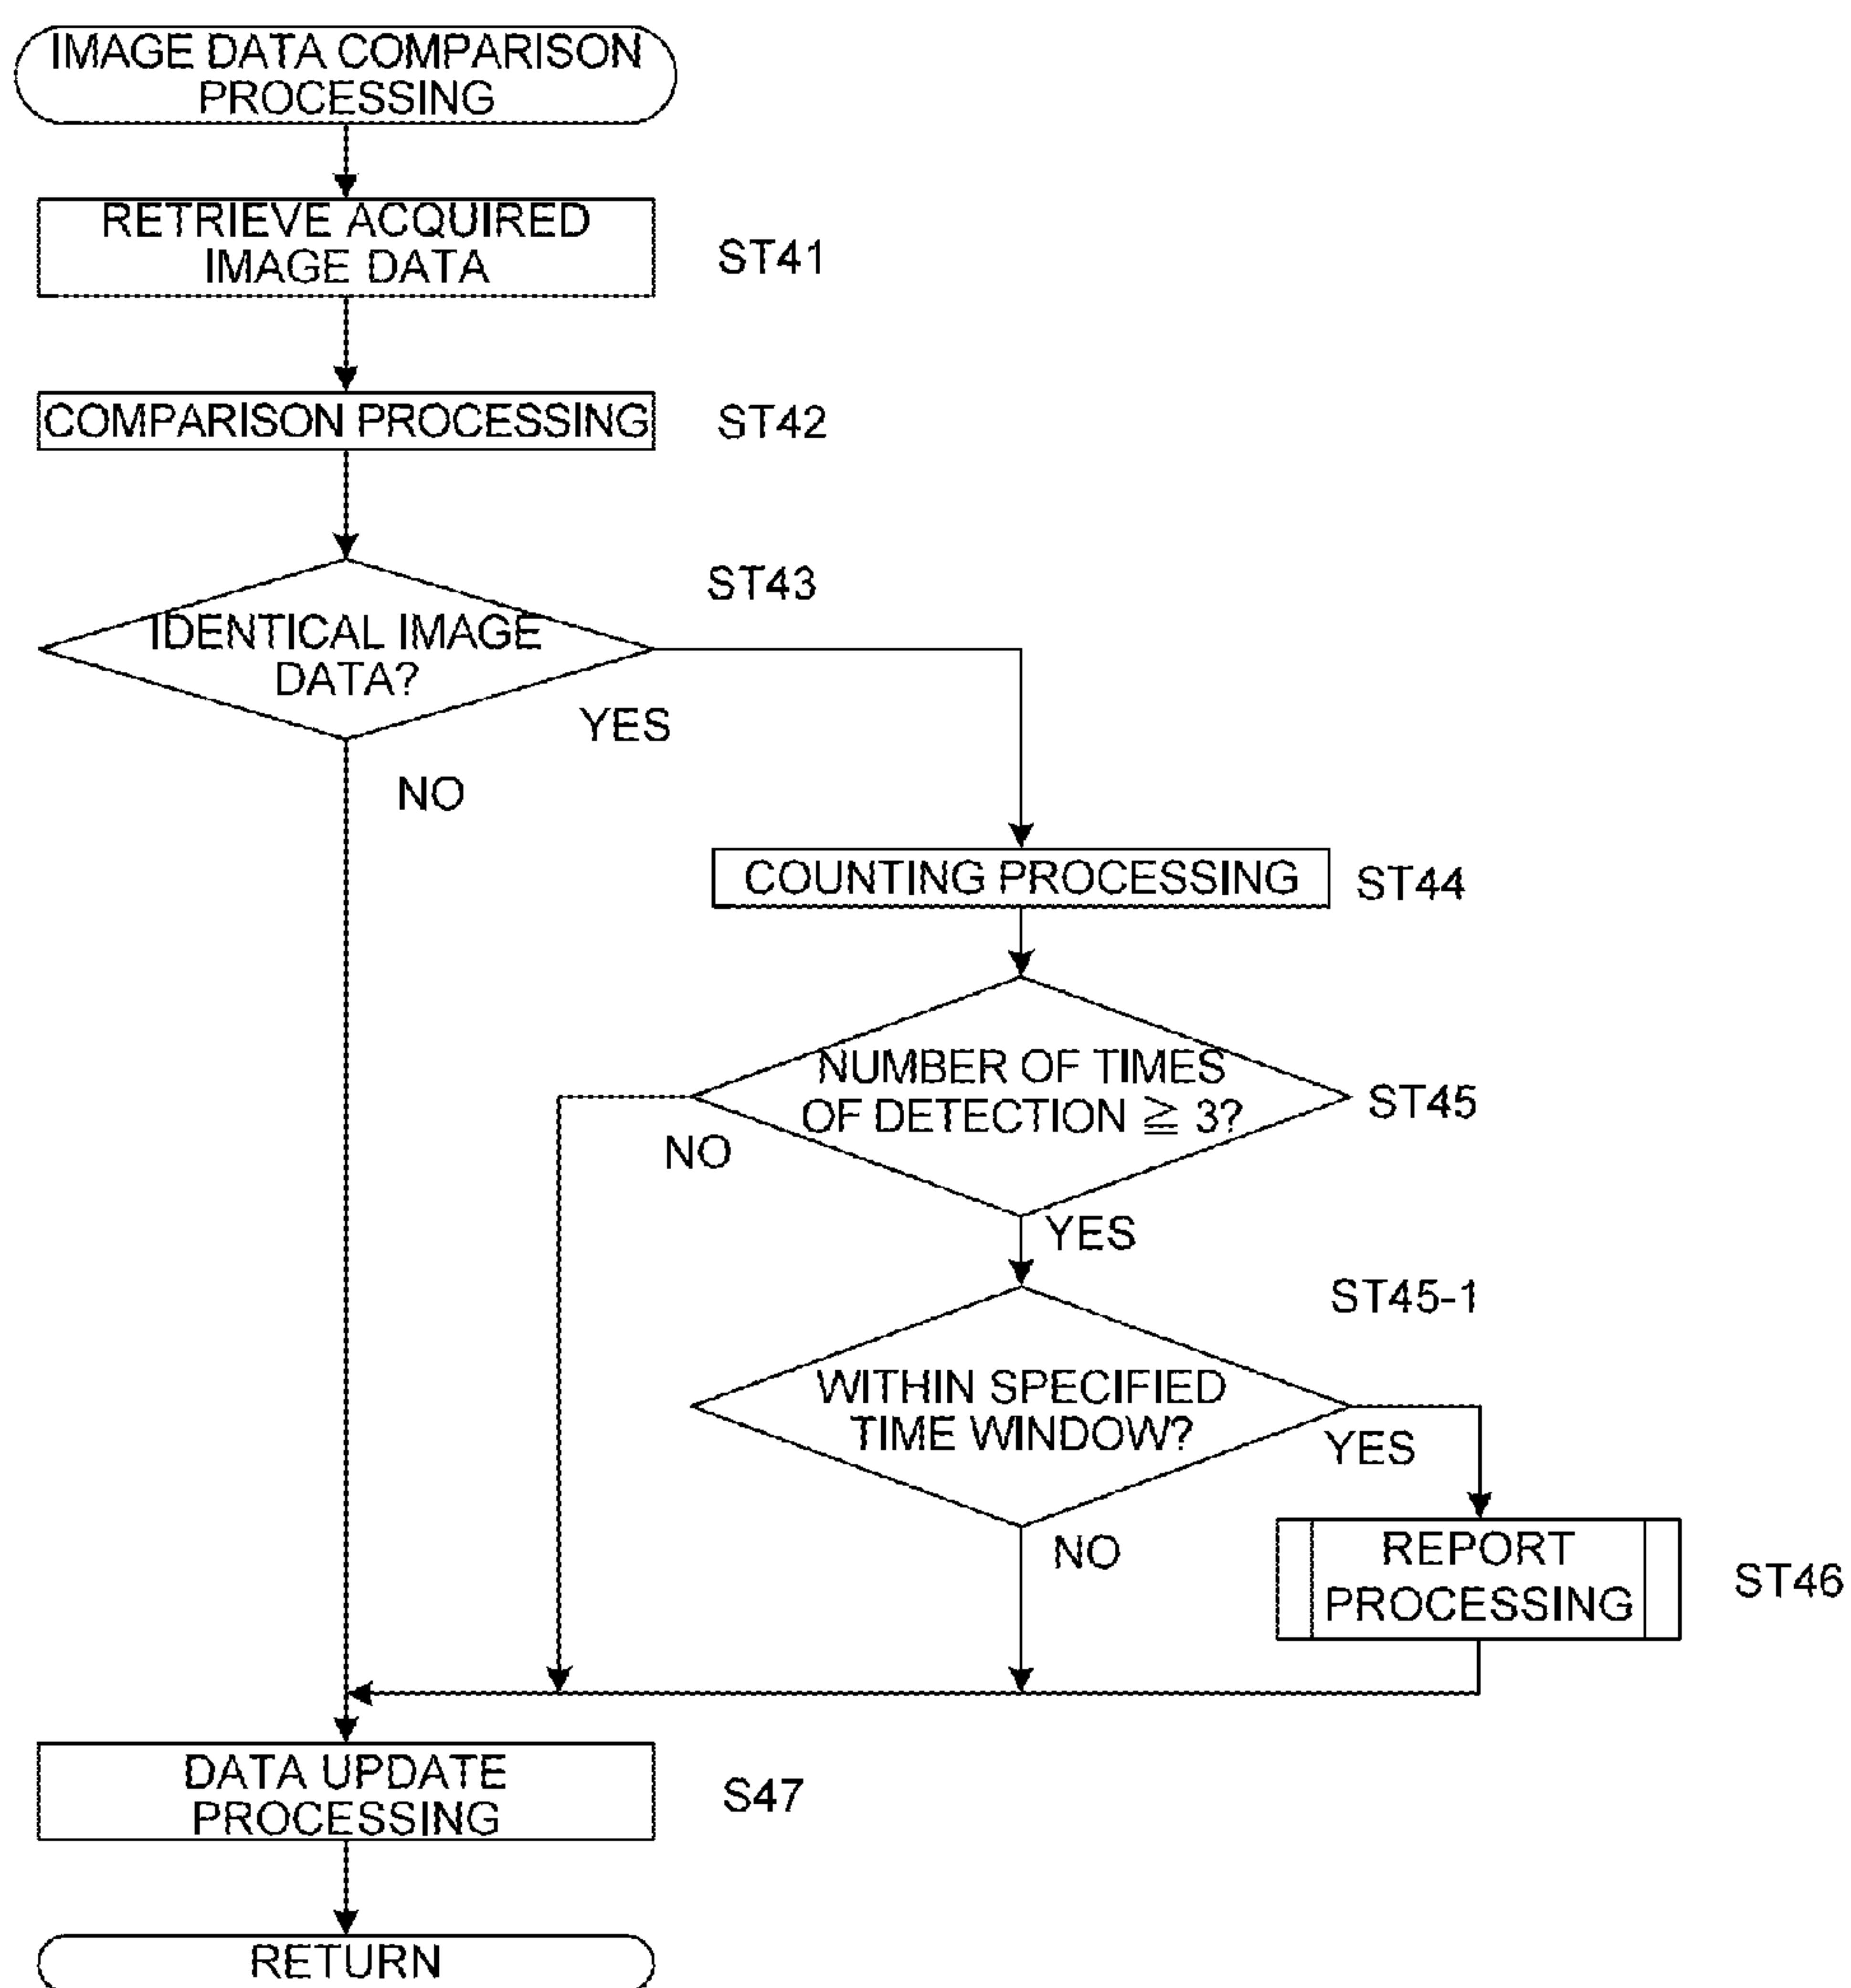 IMAGE DATA COMPARISON
PROCESSING
RETRIEVE ACQUIRED
IMAGE DATA
ST41
COMPARISON PROCESSING
ST42
IDENTICAL IMAGE
DATA?
ST43
YES
NO
COUNTING PROCESSING
ST44
NUMBER OF TIMES
OF DETECTION ≧ 3?
ST45
NO
YES
ST45-1
WITHIN SPECIFIED
TIME WINDOW?
YES
NO
REPORT
PROCESSING
ST46
DATA UPDATE
PROCESSING
S47
RETURN